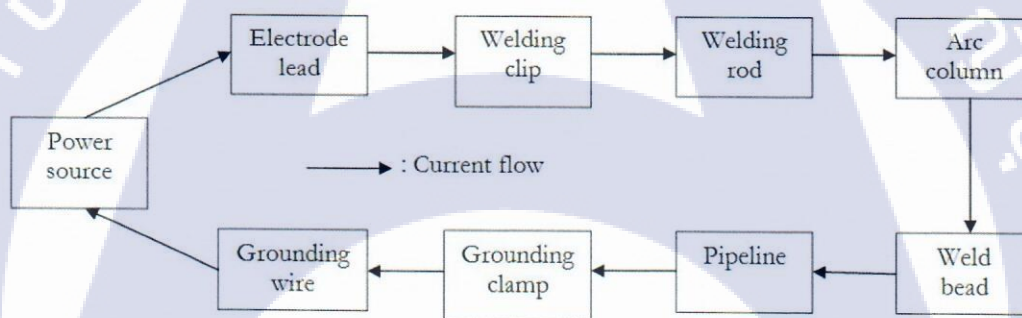 Electrode
lead
Welding
clip
Welding
rod
Arc
column
Power
source
: Current flow
Grounding
wire
Grounding
clamp
Pipeline
Weld
bead